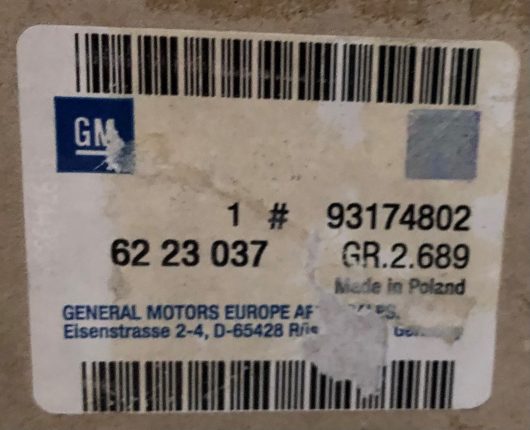 GM
1 # 93174802
62 23 037 GR.2.689
Made in Poland
GENERAL MOTORS EUROPE
Eisenstrasse 2-4, D-65428